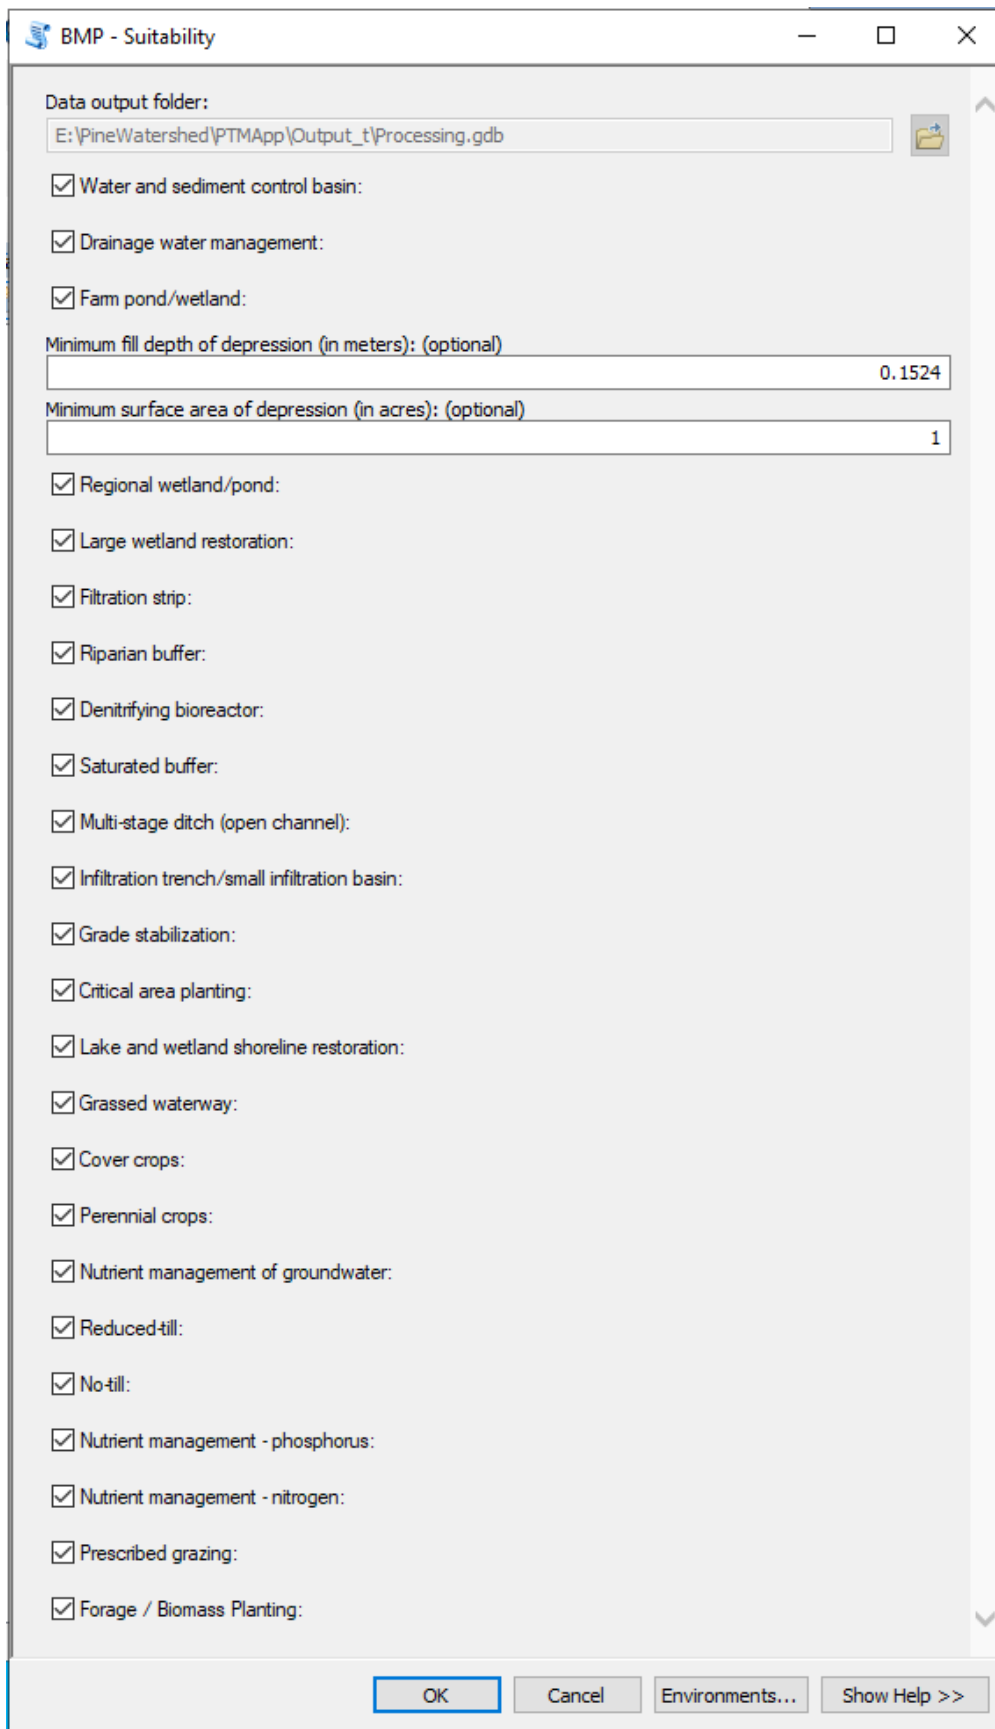 BMP - Suitability
Data output folder:
E:\PineWatershed\PTMApp\Output_t\Processing.gdb
Water and sediment control basin:
Drainage water management:
Farm pond/wetland:
Minimum fill depth of depression (in meters): (optional)
0.1524
Minimum surface area of depression (in acres): (optional)
1
Regional wetland/pond:
Large wetland restoration:
Filtration strip:
Riparian buffer:
Denitrifying bioreactor:
Saturated buffer:
Multi-stage ditch (open channel):
Infiltration trench/small infiltration basin:
Grade stabilization:
Critical area planting:
Lake and wetland shoreline restoration:
Grassed waterway:
Cover crops:
Perennial crops:
Nutrient management of groundwater:
Reduced-till:
No-till:
Nutrient management - phosphorus:
Nutrient management - nitrogen:
Prescribed grazing:
Forage / Biomass Planting:
OK Cancel Environments... Show Help >>